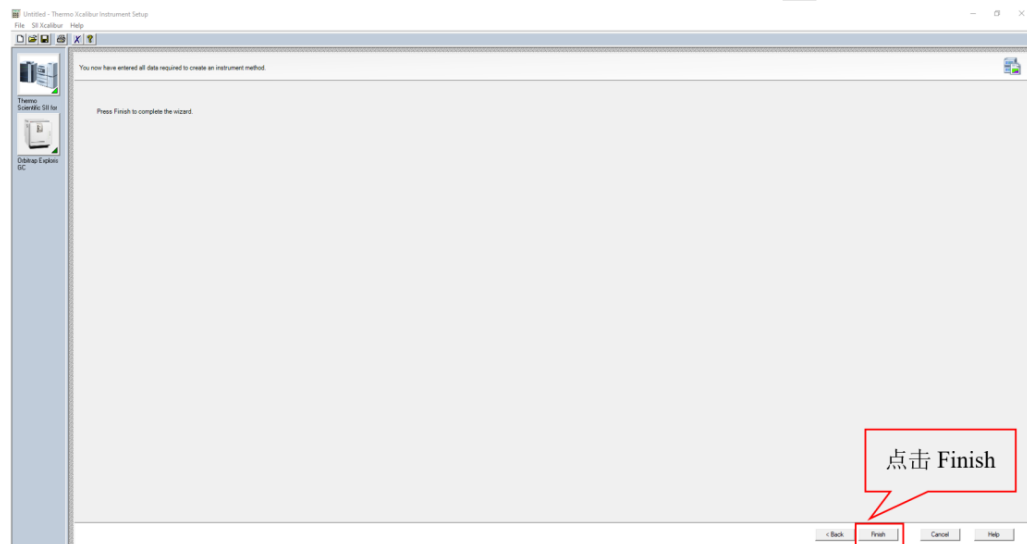 Untitled - Thermo Xcalibur Instrument Setup
File SII Xcalibur Help
You now have entered all data required to create an instrument method.
Thermo
Scientific SII for
Press Finish to complete the wizard.
Orbitrap Exploris
GC
点击 Finish
< Back Finish Cancel Help